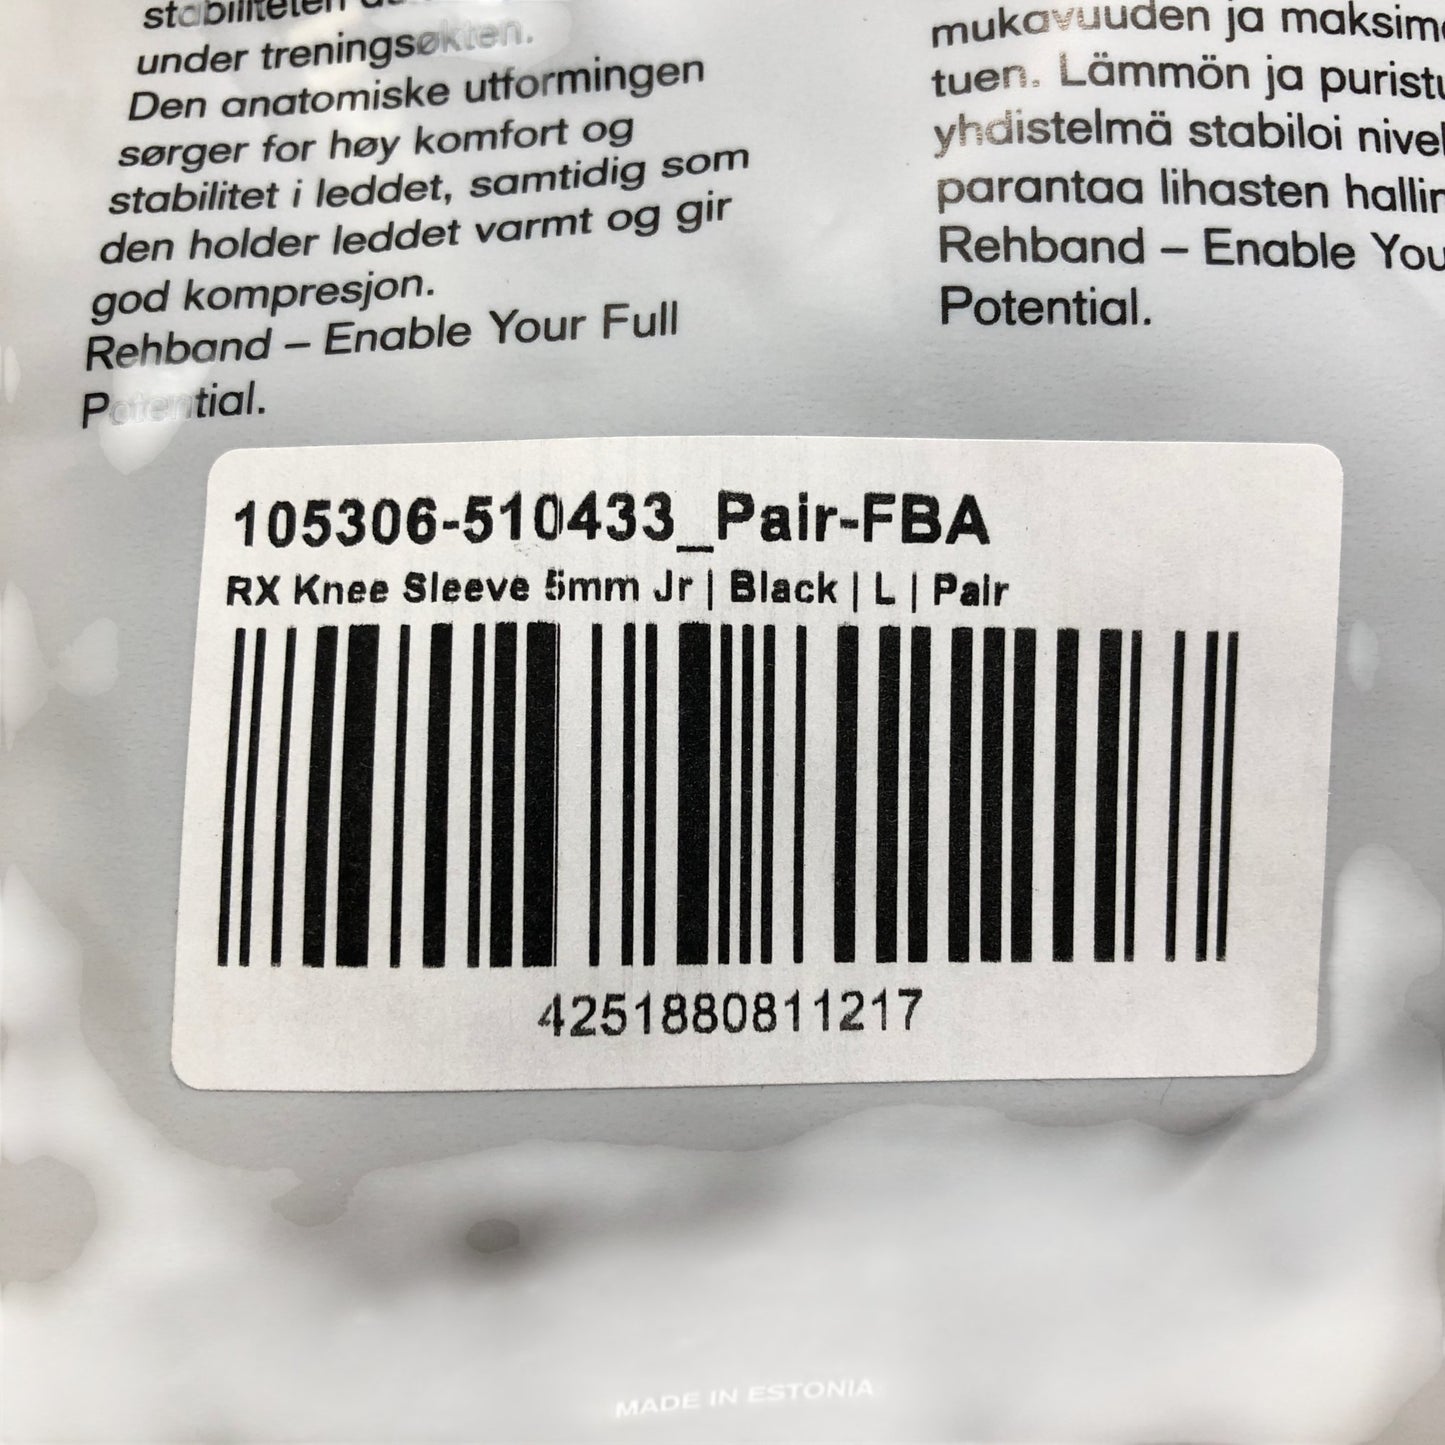 stabiliteten
under treningsøkten.
Den anatomiske utformingen
sørger for høy komfort og
stabilitet i leddet, samtidig som
den holder leddet varmt og gir
god kompresjon.
Rehband – Enable Your Full
Potential.
mukavuuden ja
tuen. Lämmön ja
yhdistelmä stabiloi
parantaa lihasten
Rehband – Enable You
Potential.
105306-510433_Pair-FBA
RX Knee Sleeve 5mm Jr | Black | L | Pair
4251880811217
MADE IN ESTONIA